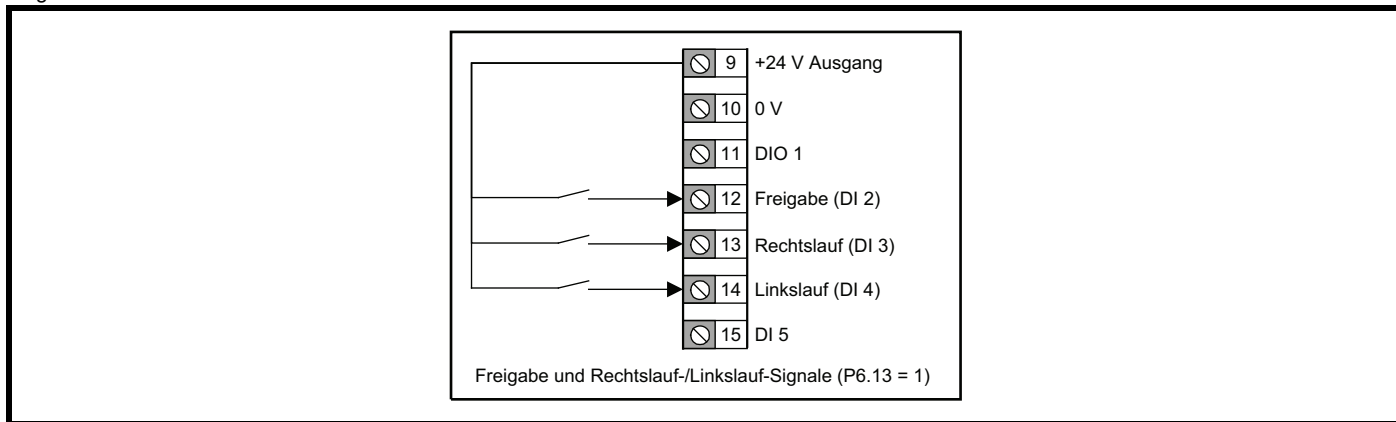 9 +24 V Ausgang
10 0 V
11 DIO 1
12 Freigabe (DI 2)
13 Rechtslauf (DI 3)
14 Linkslauf (DI 4)
15 DI 5
Freigabe und Rechtslauf-/Linkslauf-Signale (P6.13 = 1)